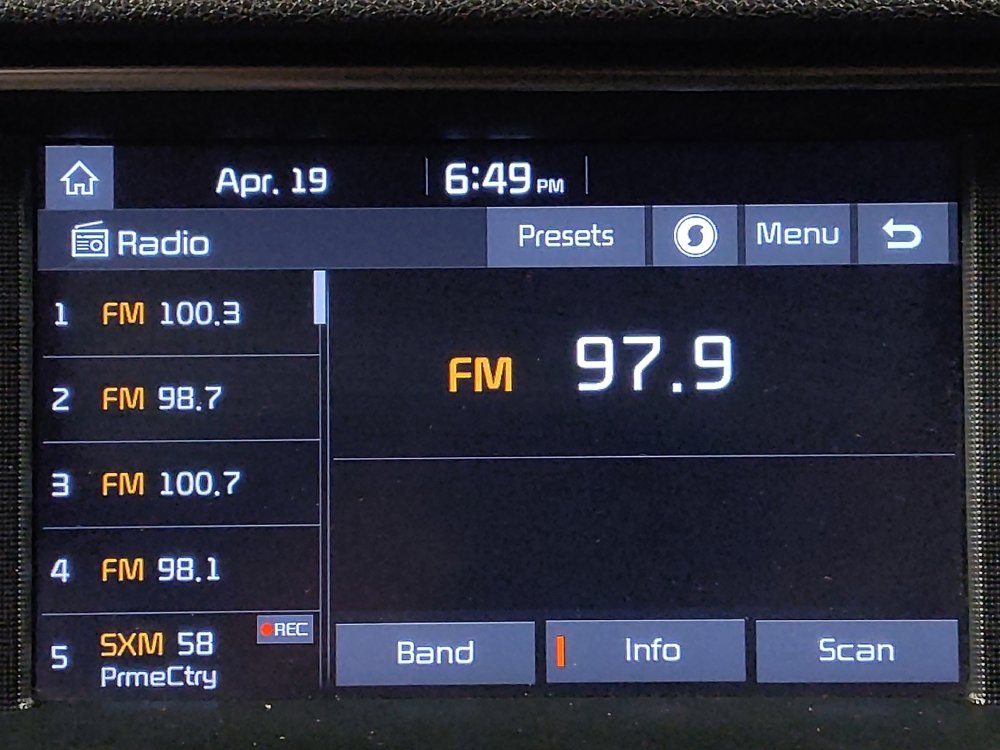 Apr. 19 6:49 PM
Radio Presets Menu
1 FM 100.3
FM 97.9
2 FM 98.7
3 FM 100.7
4 FM 98.1
5 SXM 58 REC
PrmeCtry
Band Info Scan